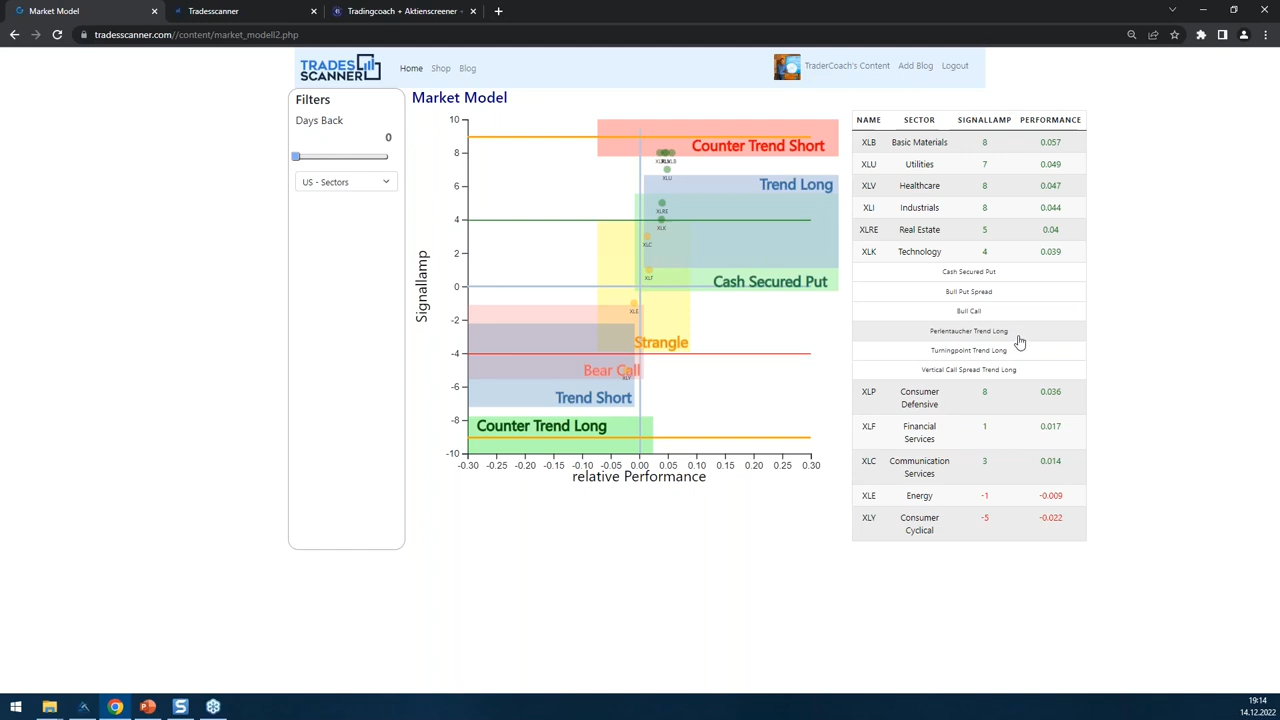 Market Model
Tradesscanner
Tradingcoach + Aktienscreener +
tradesscanner.com//content/market_modell2.php
TRADES
SCANNER
Home
Shop
Blog
TraderCoach's Content
Add Blog
Logout
Filters
Days Back
0
US - Sectors
Market Model
10
8
6
4
2
0
-2
-4
-6
-8
-10
Signallamp
Counter Trend Short
Trend Long
XLB
XLU
XLRE
XLK
XLC
XLF
Cash Secured Put
XLE
Strangle
Bear Call
XLY
Trend Short
Counter Trend Long
-0.30 -0.25 -0.20 -0.15 -0.10 -0.05 0.00 0.05 0.10 0.15 0.20 0.25 0.30
relative Performance
NAME SECTOR SIGNALLAMP PERFORMANCE
XLB Basic Materials 8 0.057
XLU Utilities 7 0.049
XLV Healthcare 8 0.047
XLI Industrials 8 0.044
XLRE Real Estate 5 0.04
XLK Technology 4 0.039
Cash Secured Put
Bull Put Spread
Bull Call
Perlentaucher Trend Long
Turningpoint Trend Long
Vertical Call Spread Trend Long
XLP Consumer Defensive 8 0.036
XLF Financial Services 1 0.017
XLC Communication Services 3 0.014
XLE Energy -1 -0.009
XLY Consumer Cyclical -5 -0.022
19:14
14.12.2022